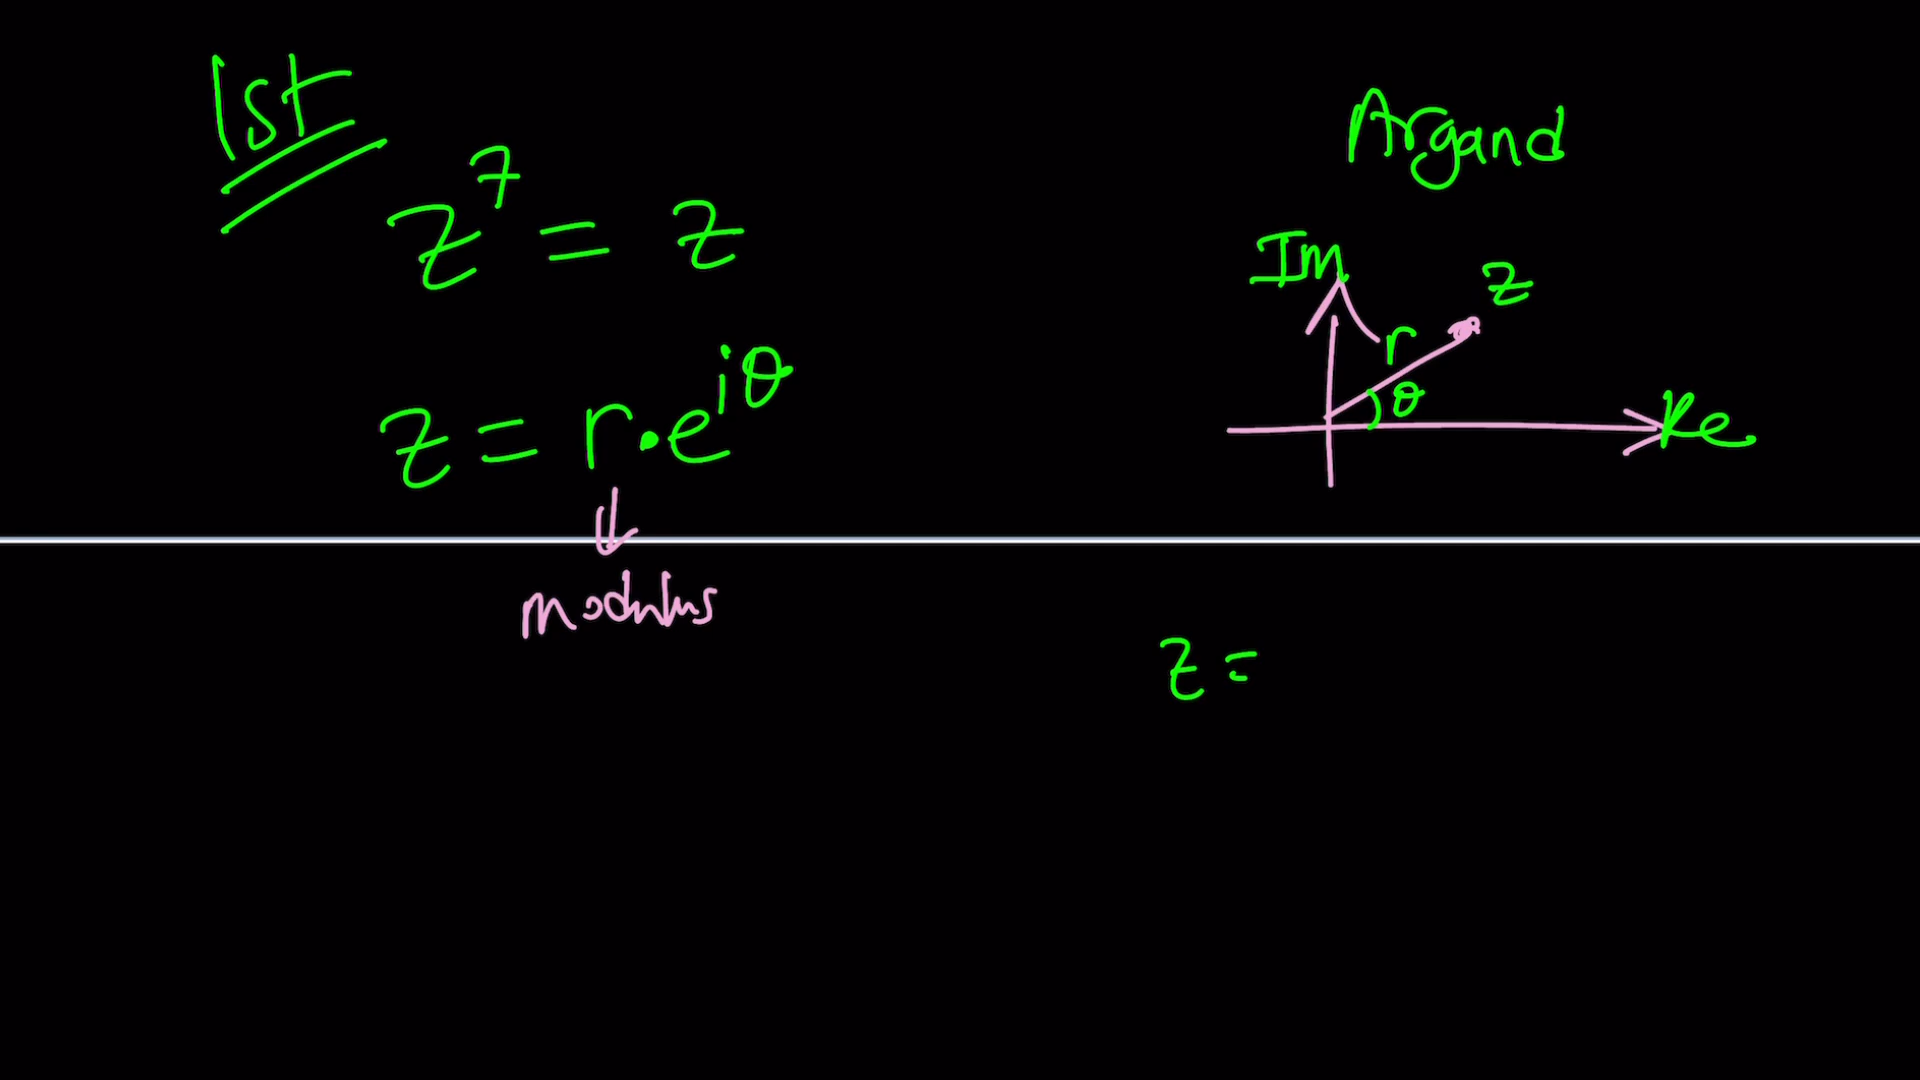 1st
z⁷ = z
z = r·e^{iθ}
modulus
Argand
Im
z
r
θ
Re
z =